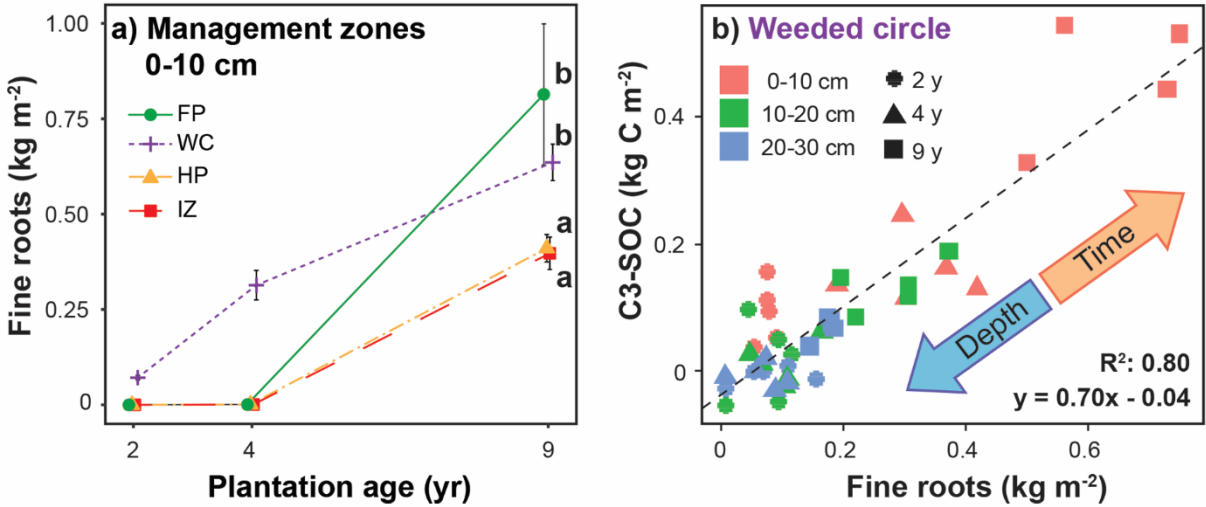 a) Management zones
0-10 cm
FP
WC
HP
IZ
b
b
a
a
1.00
0.75
0.50
0.25
0
2
4
9
Fine roots (kg m⁻²)
Plantation age (yr)
b) Weeded circle
0-10 cm
10-20 cm
20-30 cm
2 y
4 y
9 y
Time
Depth
R²: 0.80
y = 0.70x - 0.04
0.4
0.2
0
0
0.2
0.4
0.6
C3-SOC (kg C m⁻²)
Fine roots (kg m⁻²)